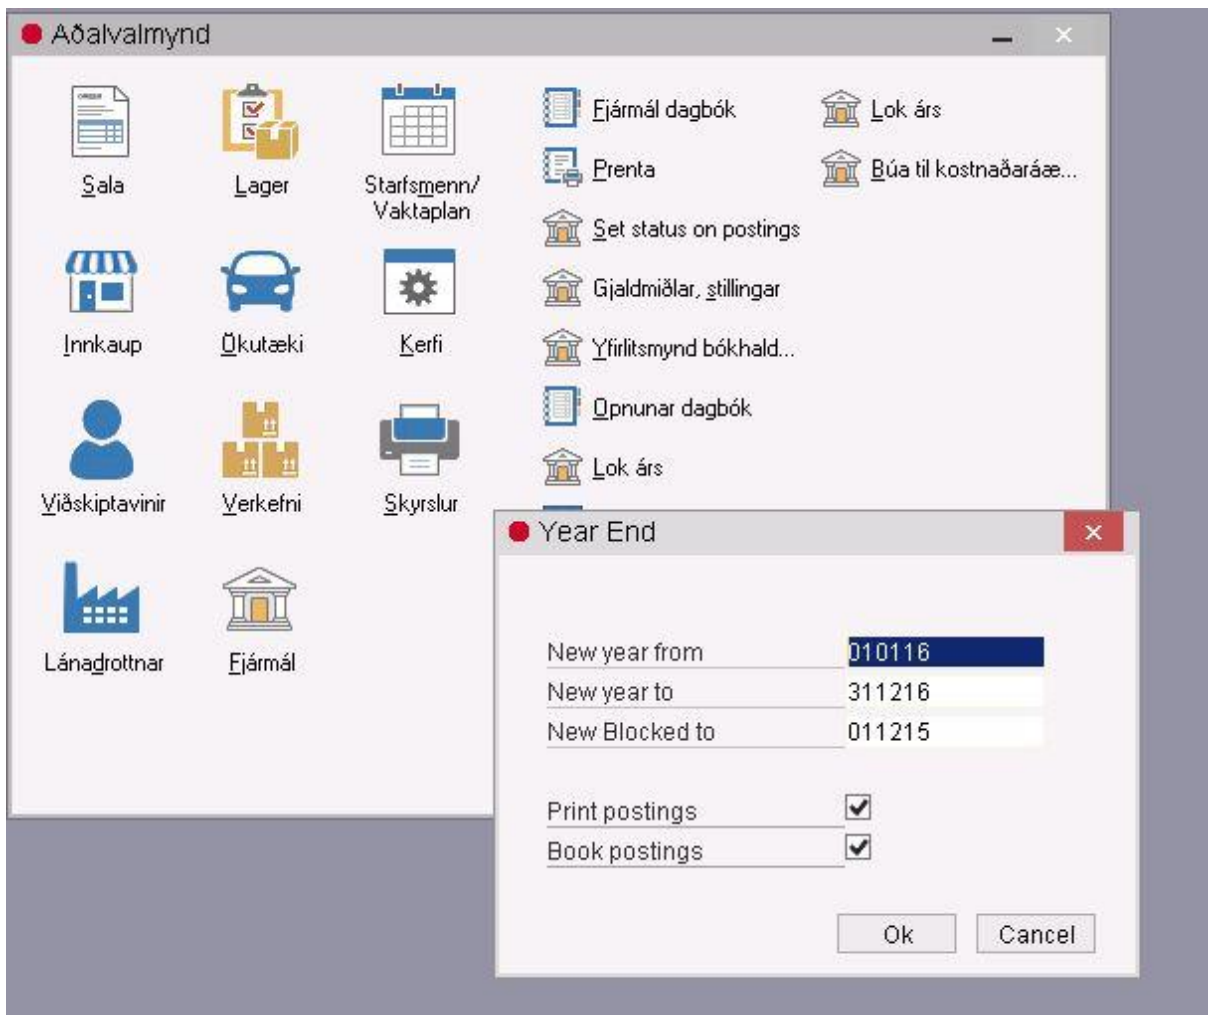 Aðalvalmynd
Sala
Lager
Starfsmenn/
Vaktaplan
Innkaup
Ökutæki
Kerfi
Viðskiptavinir
Verkefni
Skyrslur
Lánadrottnar
Fjármál
Fjármál dagbók
Prenta
Set status on postings
Gjaldmiðlar, stillingar
Yfirlitsmynd bókhald...
Opnunar dagbók
Lok árs
Lok árs
Búa til kostnaðaráæ...
Year End
New year from 010116
New year to 311216
New Blocked to 011215
Print postings
Book postings
Ok Cancel